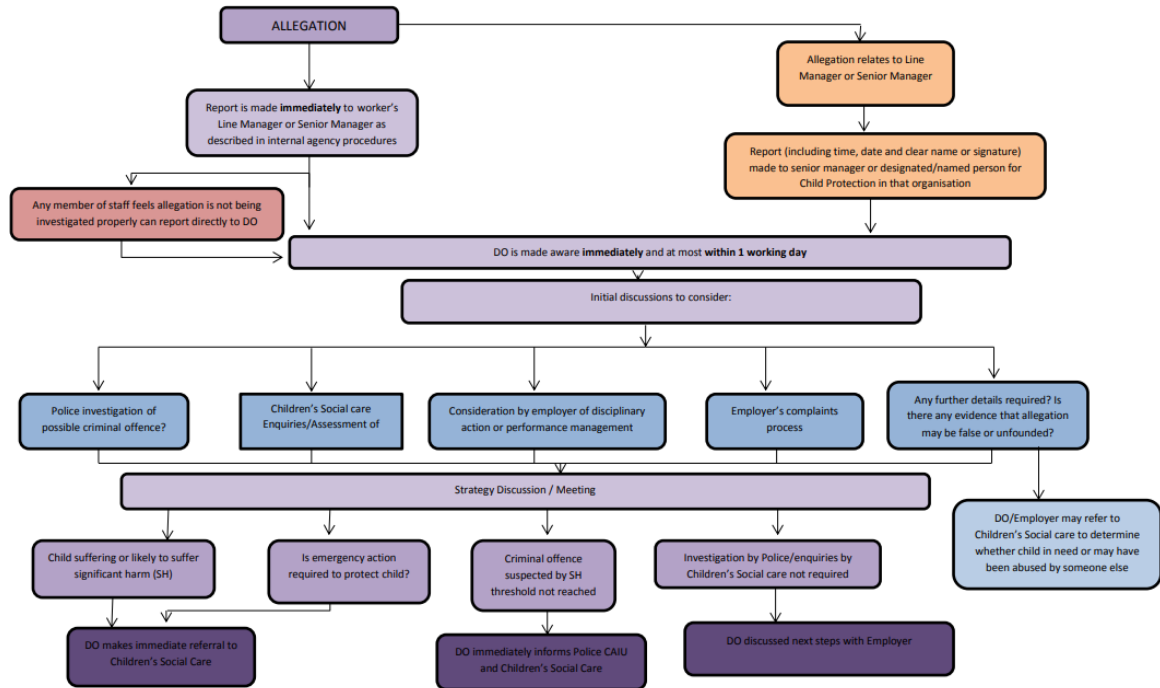 ALLEGATION
Allegation relates to Line
Manager or Senior Manager
Report is made immediately to worker's
Line Manager or Senior Manager as
described in internal agency procedures
Report (including time, date and clear name or signature)
made to senior manager or designated/named person for
Child Protection in that organisation
Any member of staff feels allegation is not being
investigated properly can report directly to DO
DO is made aware immediately and at most within 1 working day
Initial discussions to consider:
Police investigation of
possible criminal offence?
Children's Social care
Enquiries/Assessment of
Consideration by employer of disciplinary
action or performance management
Employer's complaints
process
Any further details required? Is
there any evidence that allegation
may be false or unfounded?
Strategy Discussion / Meeting
DO/Employer may refer to
Children's Social care to determine
whether child in need or may have
been abused by someone else
Child suffering or likely to suffer
significant harm (SH)
Is emergency action
required to protect child?
Criminal offence
suspected by SH
threshold not reached
Investigation by Police/enquiries by
Children's Social care not required
DO makes immediate referral to
Children's Social Care
DO immediately informs Police CAIU
and Children's Social Care
DO discussed next steps with Employer